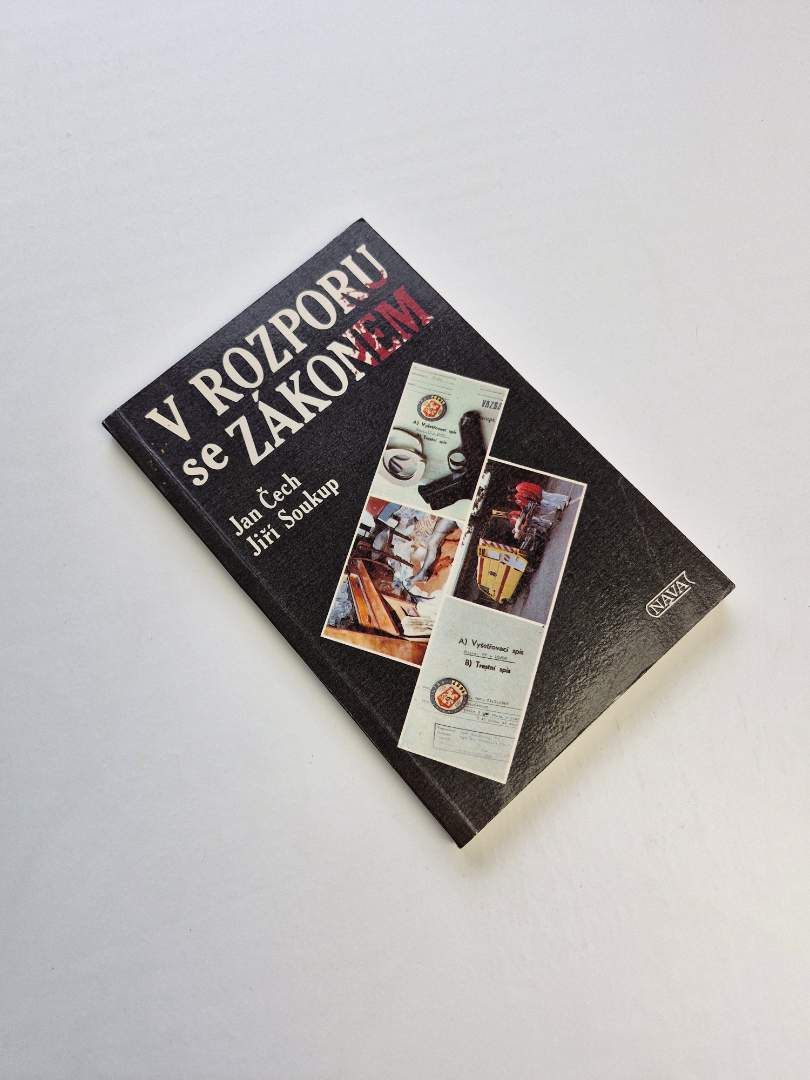 V ROZPORU
se ZÁKONEM
Jan Čech
Jiří Soukup
VAZBA
A) Vyšetřovací spis
B) Trestní spis
A) Vyšetřovací spis
B) Trestní spis
NAVA